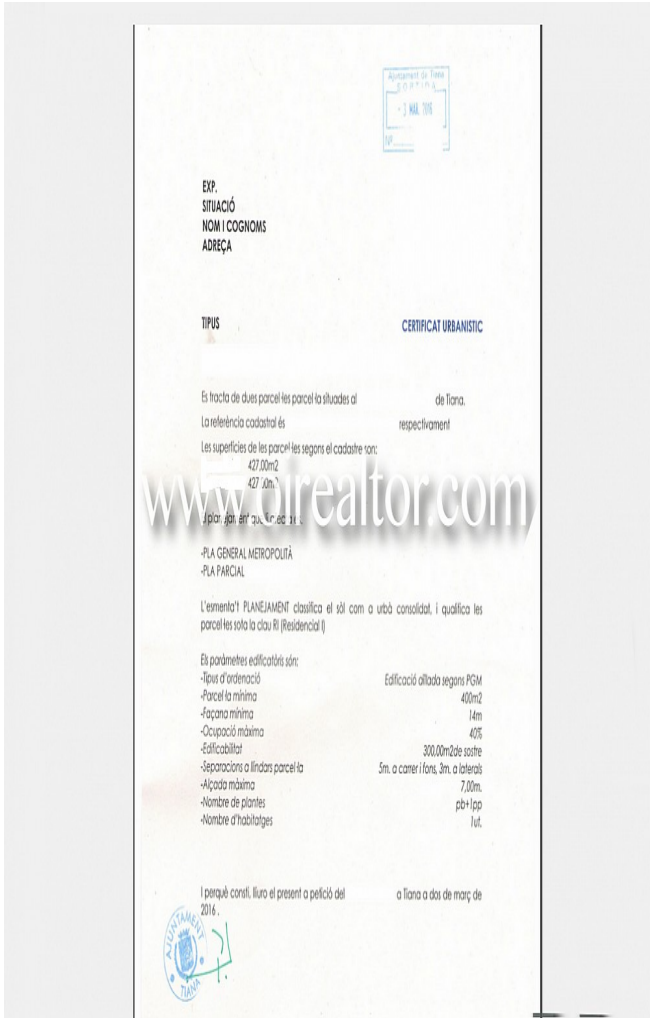 Ajuntament de Tiana
SORTIDA
- 3 MAR. 2016
Nº
EXP.
SITUACIÓ
NOM I COGNOMS
ADREÇA
TIPUS CERTIFICAT URBANISTIC
Es tracta de dues parcel·les parcel·la situades al de Tiana.
La referència cadastral és respectivament
Les superfícies de les parcel·les segons el cadastre son:
427,00m2
427,00m2
www.oirealtor.com
-PLA GENERAL METROPOLITÀ
-PLA PARCIAL
L'esmenta't PLANEJAMENT classifica el sòl com a urbà consolidat, i qualifica les
parcel·les sota la clau RI (Residencial I)
Els paràmetres edificatòris són:
-Tipus d'ordenació Edificació aïllada segons PGM
-Parcel·la mínima 400m2
-Façana mínima 14m
-Ocupació màxima 40%
-Edificabilitat 300,00m2de sostre
-Separacions a llindars parcel·la 5m. a carrer i fons, 3m. a laterals
-Alçada màxima 7,00m.
-Nombre de plantes pb+1pp
-Nombre d'habitatges 1ut.
I perquè consti, lliuro el present a petició del a Tiana a dos de març de
2016 .
AJUNTAMENT
TIANA